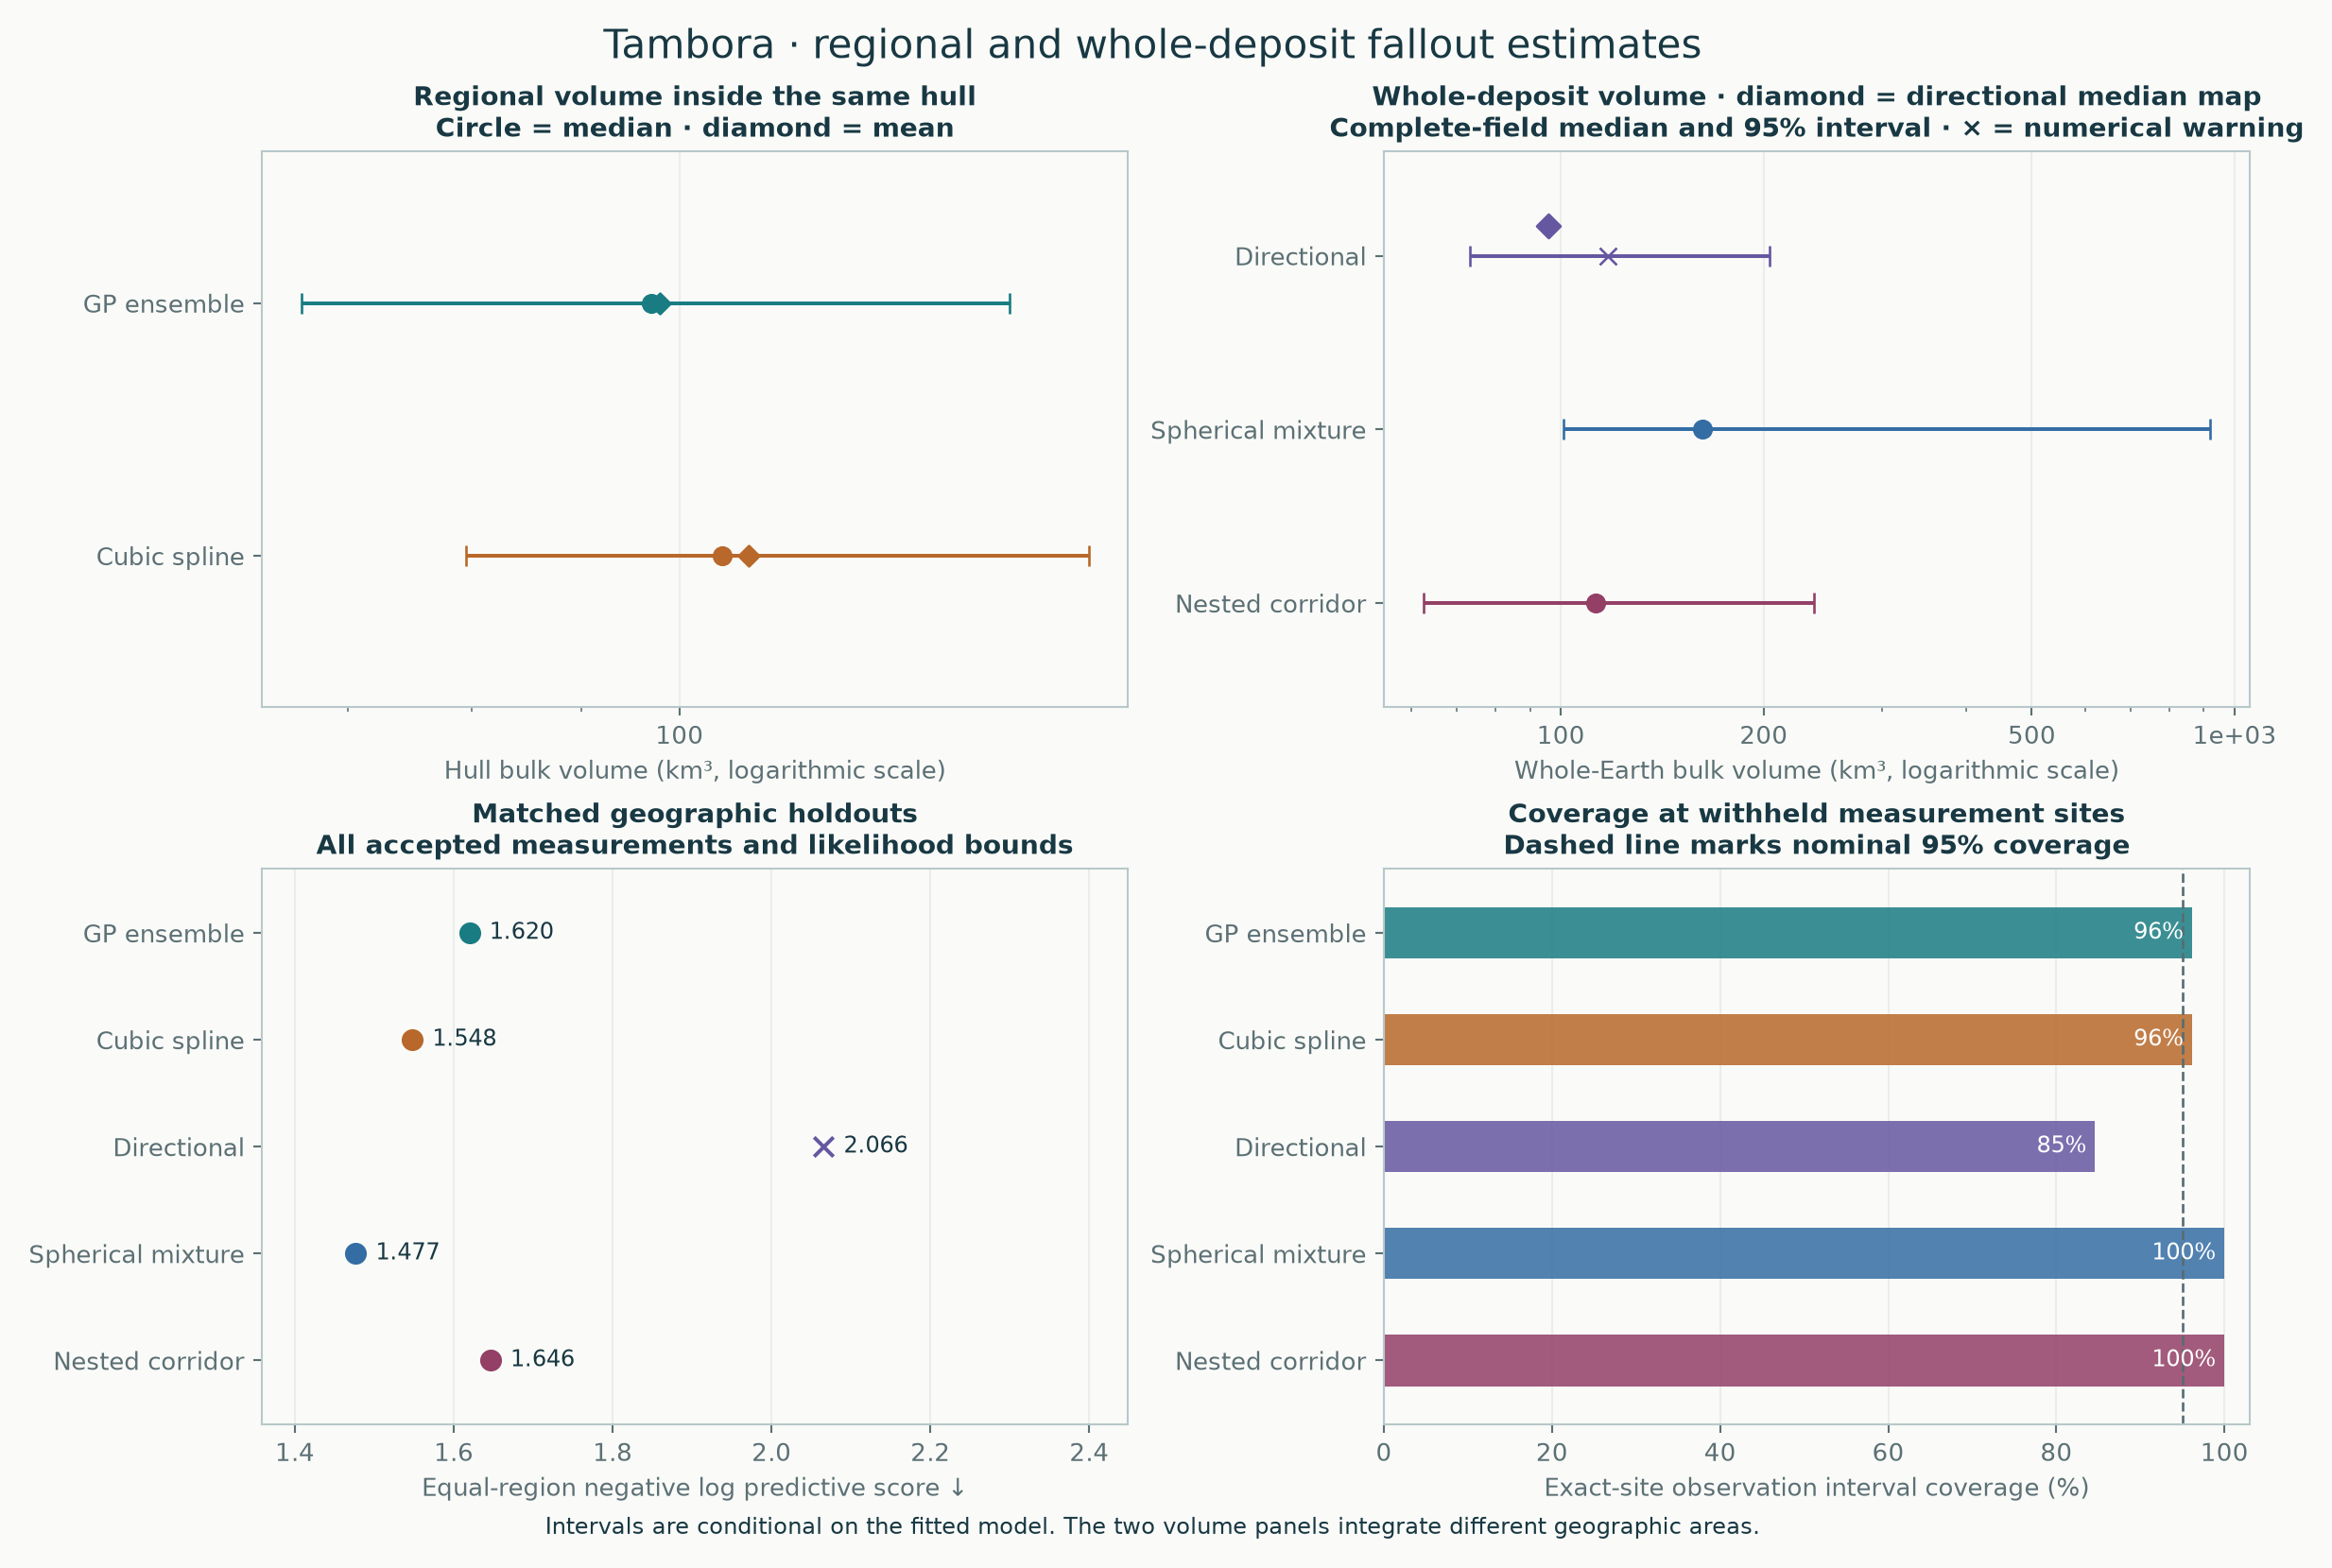 Tambora · regional and whole-deposit fallout estimates
Regional volume inside the same hull
Circle = median · diamond = mean
GP ensemble
Cubic spline
100
Hull bulk volume (km³, logarithmic scale)
Whole-deposit volume · diamond = directional median map
Complete-field median and 95% interval · × = numerical warning
Directional
Spherical mixture
Nested corridor
100 200 500 1e+03
Whole-Earth bulk volume (km³, logarithmic scale)
Matched geographic holdouts
All accepted measurements and likelihood bounds
GP ensemble 1.620
Cubic spline 1.548
Directional 2.066
Spherical mixture 1.477
Nested corridor 1.646
1.4 1.6 1.8 2.0 2.2 2.4
Equal-region negative log predictive score ↓
Coverage at withheld measurement sites
Dashed line marks nominal 95% coverage
GP ensemble 96%
Cubic spline 96%
Directional 85%
Spherical mixture 100%
Nested corridor 100%
0 20 40 60 80 100
Exact-site observation interval coverage (%)
Intervals are conditional on the fitted model. The two volume panels integrate different geographic areas.